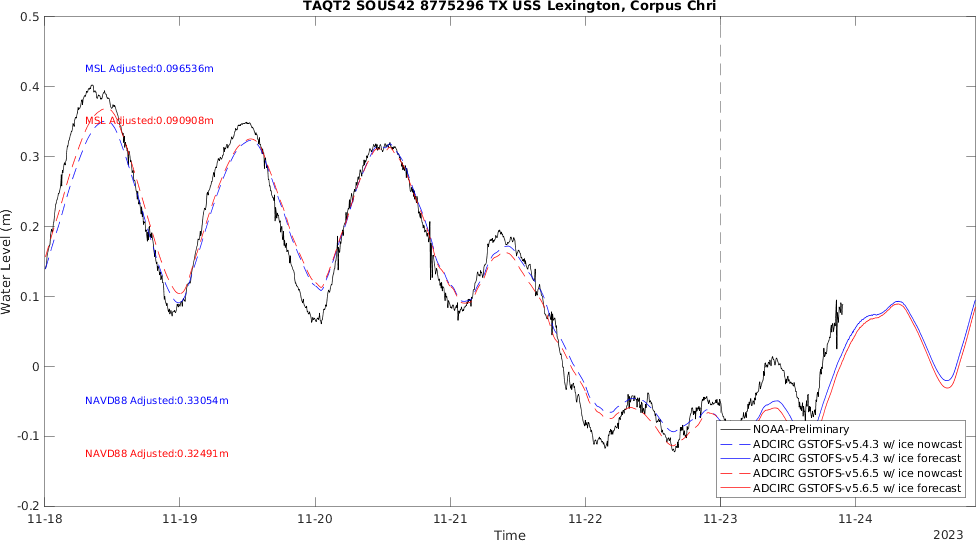 TAQT2 SOUS42 8775296 TX USS Lexington, Corpus Chri
0.5
MSL Adjusted:0.096536m
0.4
MSL Adjusted:0.090908m
0.3
0.2
Water Level (m)
0.1
0
NAVD88 Adjusted:0.33054m
-0.1
NAVD88 Adjusted:0.32491m
NOAA-Preliminary
ADCIRC GSTOFS-v5.4.3 w/ ice nowcast
ADCIRC GSTOFS-v5.4.3 w/ ice forecast
ADCIRC GSTOFS-v5.6.5 w/ ice nowcast
ADCIRC GSTOFS-v5.6.5 w/ ice forecast
-0.2
11-18 11-19 11-20 11-21 11-22 11-23 11-24
Time
2023